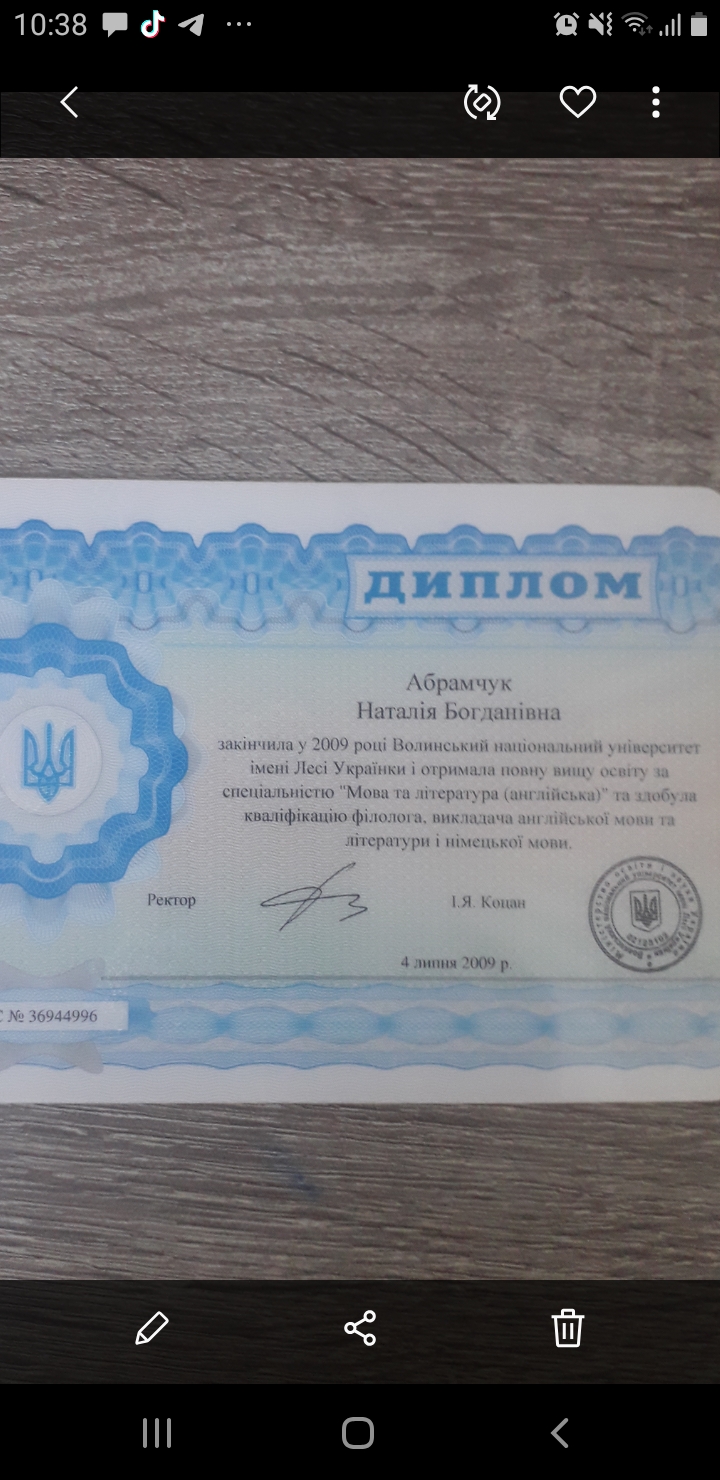 10:38
ДИПЛОМ
Абрамчук
Наталія Богданівна
закінчила у 2009 році Волинський національний університет
імені Лесі Українки і отримала повну вищу освіту за
спеціальністю "Мова та література (англійська)" та здобула
кваліфікацію філолога, викладача англійської мови та
літератури і німецької мови.
Ректор
І.Я. Коцан
4 липня 2009 р.
С № 36944996